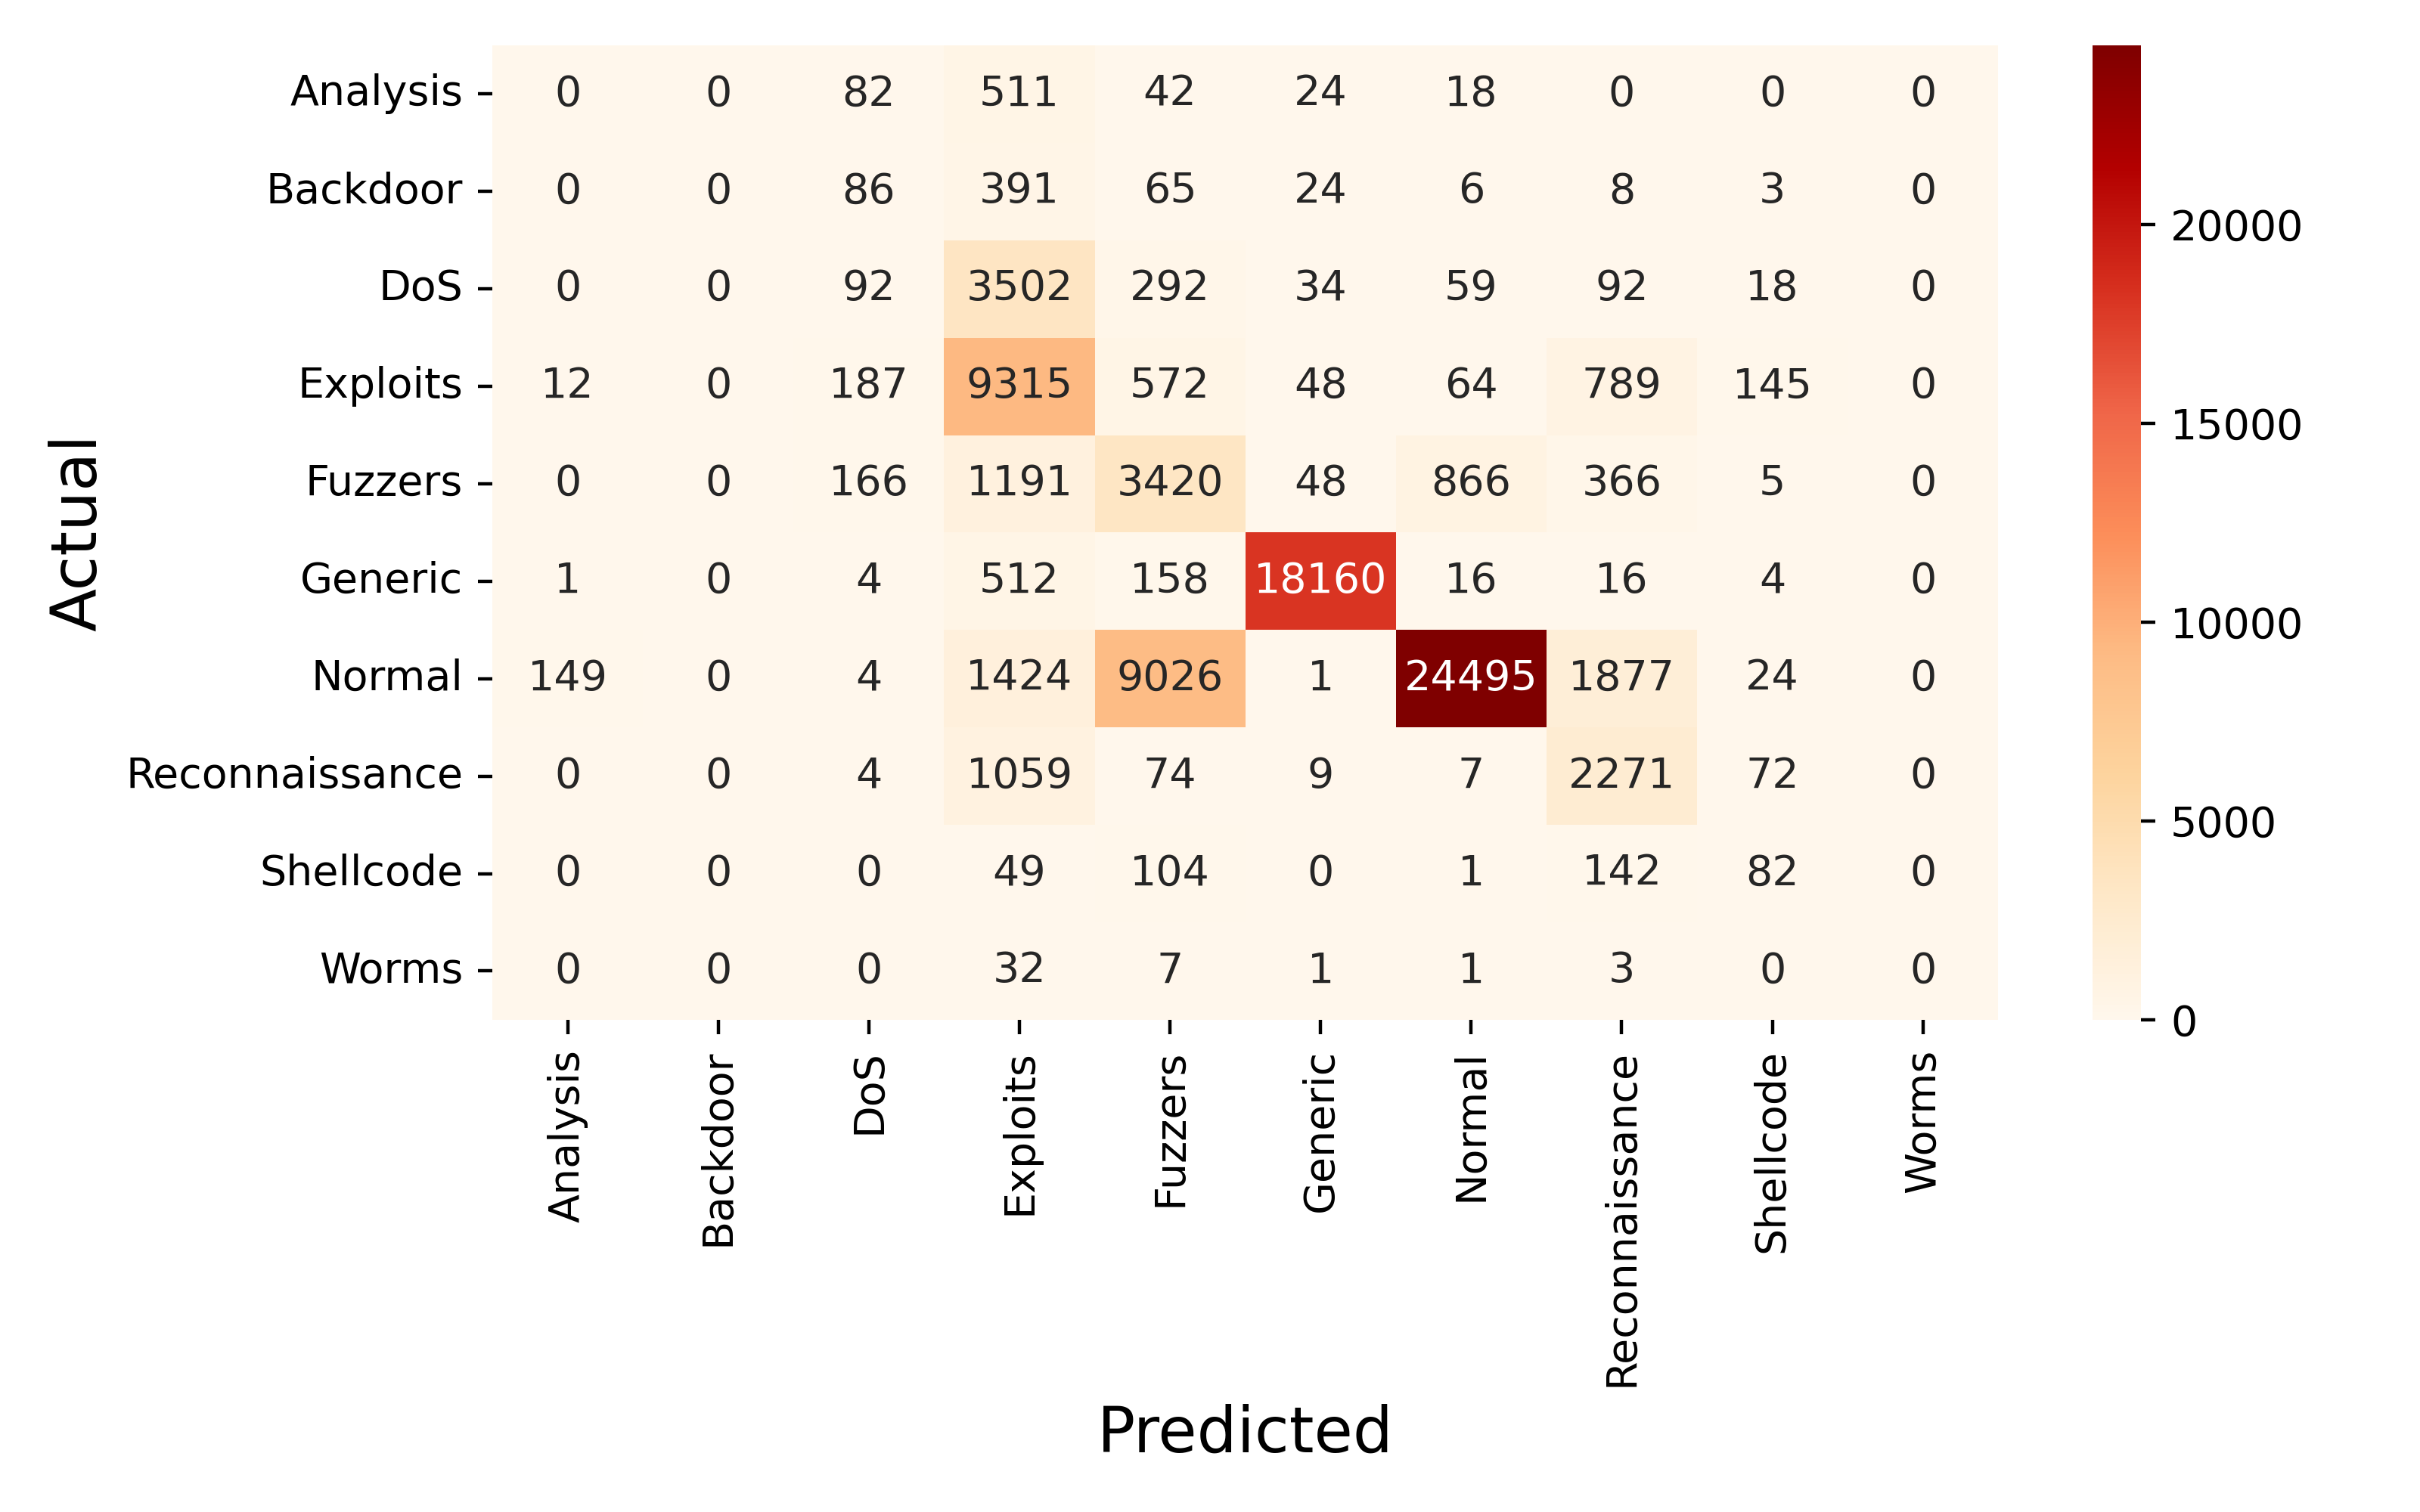 Actual
Analysis 0 0 82 511 42 24 18 0 0 0
Backdoor 0 0 86 391 65 24 6 8 3 0
DoS 0 0 92 3502 292 34 59 92 18 0
Exploits 12 0 187 9315 572 48 64 789 145 0
Fuzzers 0 0 166 1191 3420 48 866 366 5 0
Generic 1 0 4 512 158 18160 16 16 4 0
Normal 149 0 4 1424 9026 1 24495 1877 24 0
Reconnaissance 0 0 4 1059 74 9 7 2271 72 0
Shellcode 0 0 0 49 104 0 1 142 82 0
Worms 0 0 0 32 7 1 1 3 0 0
Analysis Backdoor DoS Exploits Fuzzers Generic Normal Reconnaissance Shellcode Worms
Predicted
20000
15000
10000
5000
0